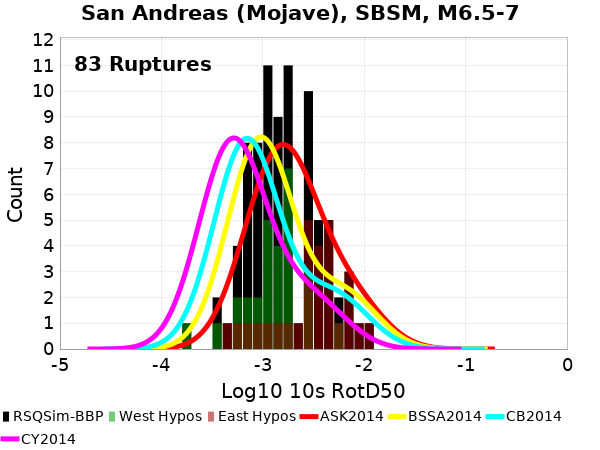 San Andreas (Mojave), SBSM, M6.5-7
83 Ruptures
Count
12
11
10
9
8
7
6
5
4
3
2
1
0
-5 -4 -3 -2 -1 0
Log10 10s RotD50
RSQSim-BBP West Hypos East Hypos ASK2014 BSSA2014 CB2014
CY2014